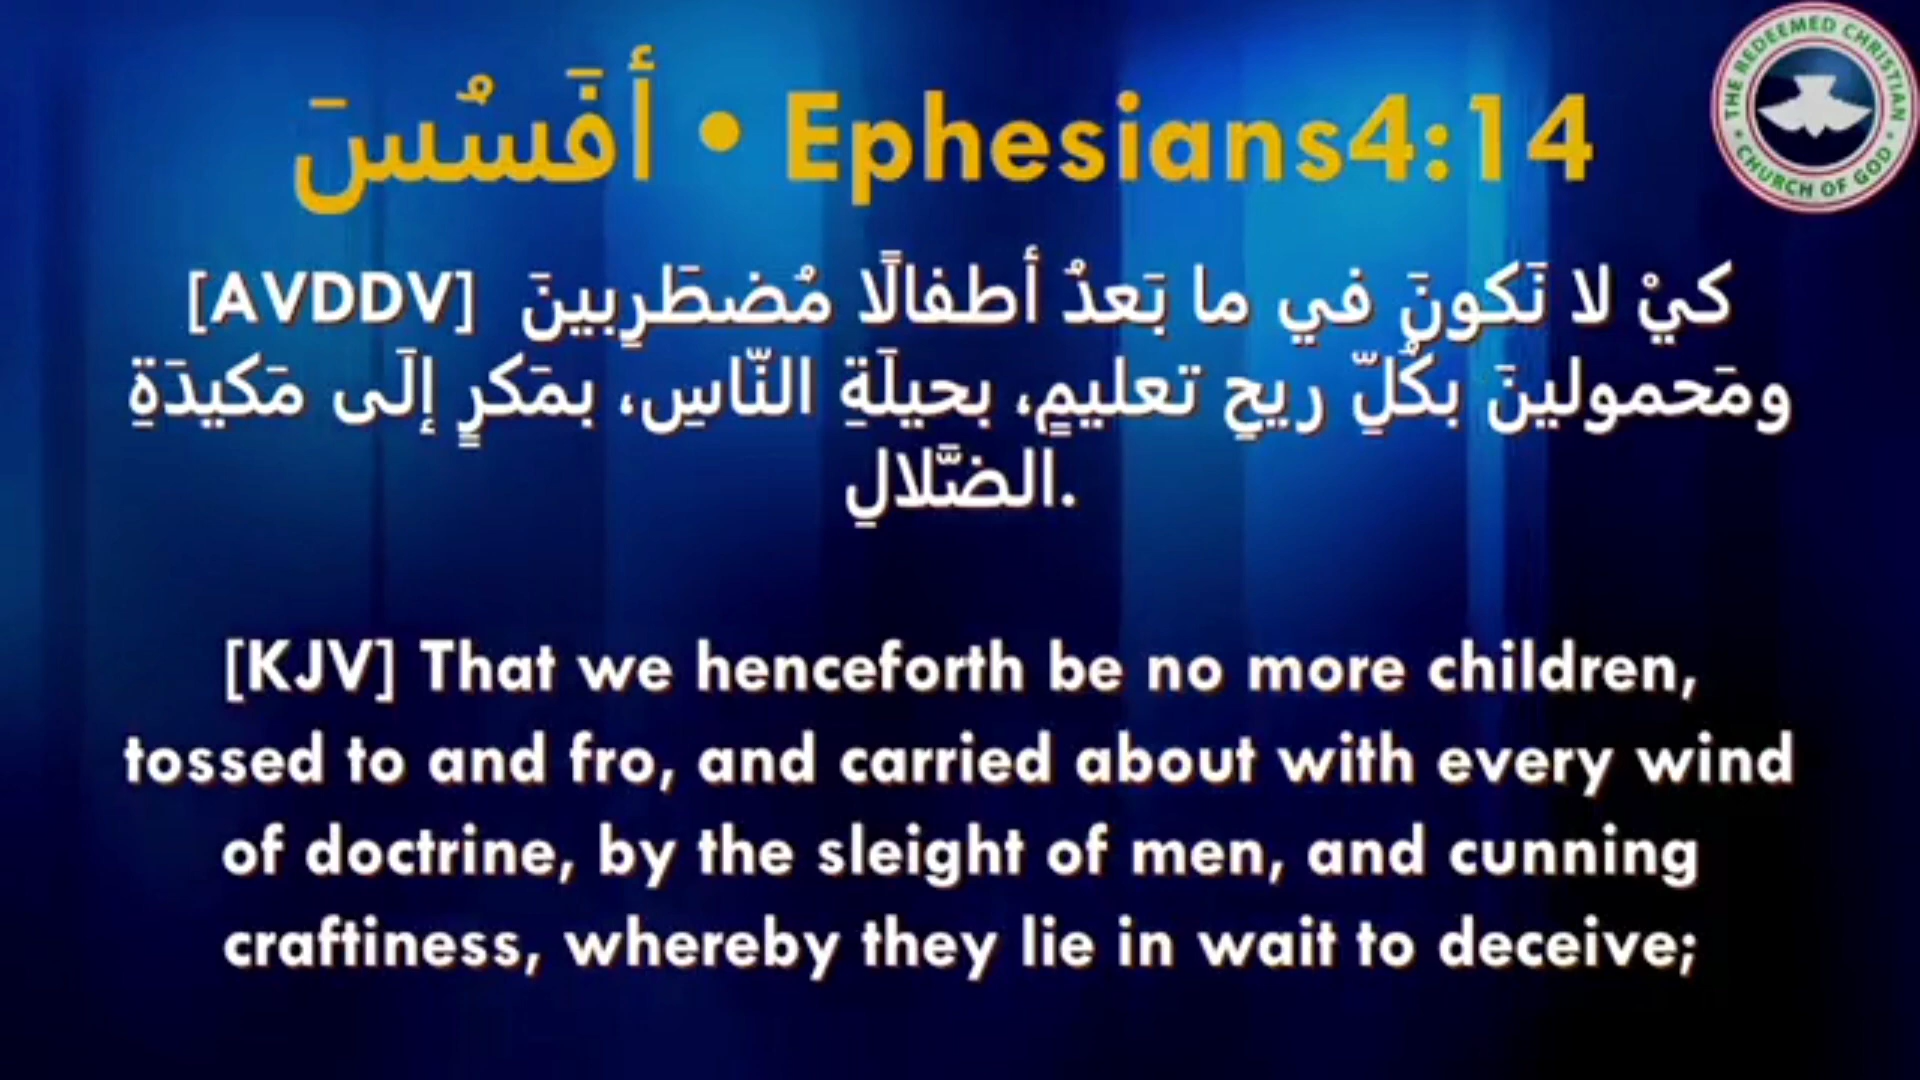 أفَسُسَ • Ephesians4:14
THE REDEEMED CHRISTIAN
• CHURCH OF GOD •
[AVDDV] كيْ لا نَكونَ في ما بَعدُ أطفالًا مُضطَرِبينَ
ومَحمولينَ بكُلِّ ريحِ تعليمٍ، بحيلَةِ النّاسِ، بمَكرٍ إلَى مَكيدَةِ
الضَّلالِ.
[KJV] That we henceforth be no more children,
tossed to and fro, and carried about with every wind
of doctrine, by the sleight of men, and cunning
craftiness, whereby they lie in wait to deceive;